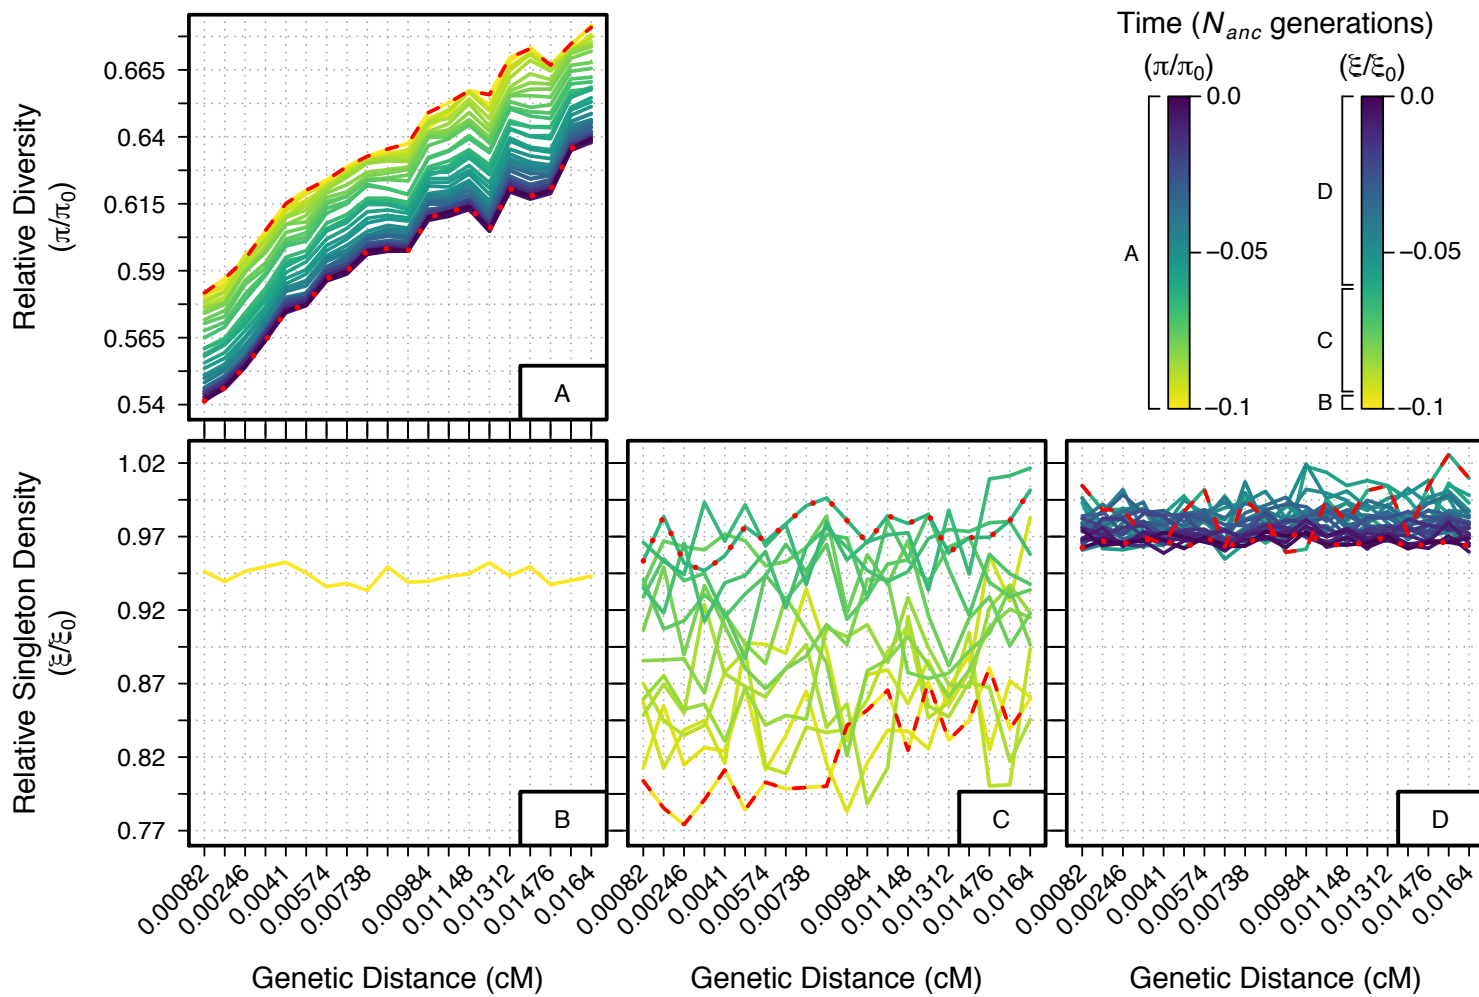 Time (N_anc generations)
(π/π₀)
(ξ/ξ₀)
0.0
−0.05
−0.1
A
0.0
−0.05
−0.1
D
C
B
Relative Diversity
(π/π₀)
0.665
0.64
0.615
0.59
0.565
0.54
A
Relative Singleton Density
(ξ/ξ₀)
1.02
0.97
0.92
0.87
0.82
0.77
B
C
D
0.00082
0.00246
0.0041
0.00574
0.00738
0.00984
0.01148
0.01312
0.01476
0.0164
0.00082
0.00246
0.0041
0.00574
0.00738
0.00984
0.01148
0.01312
0.01476
0.0164
0.00082
0.00246
0.0041
0.00574
0.00738
0.00984
0.01148
0.01312
0.01476
0.0164
Genetic Distance (cM)
Genetic Distance (cM)
Genetic Distance (cM)